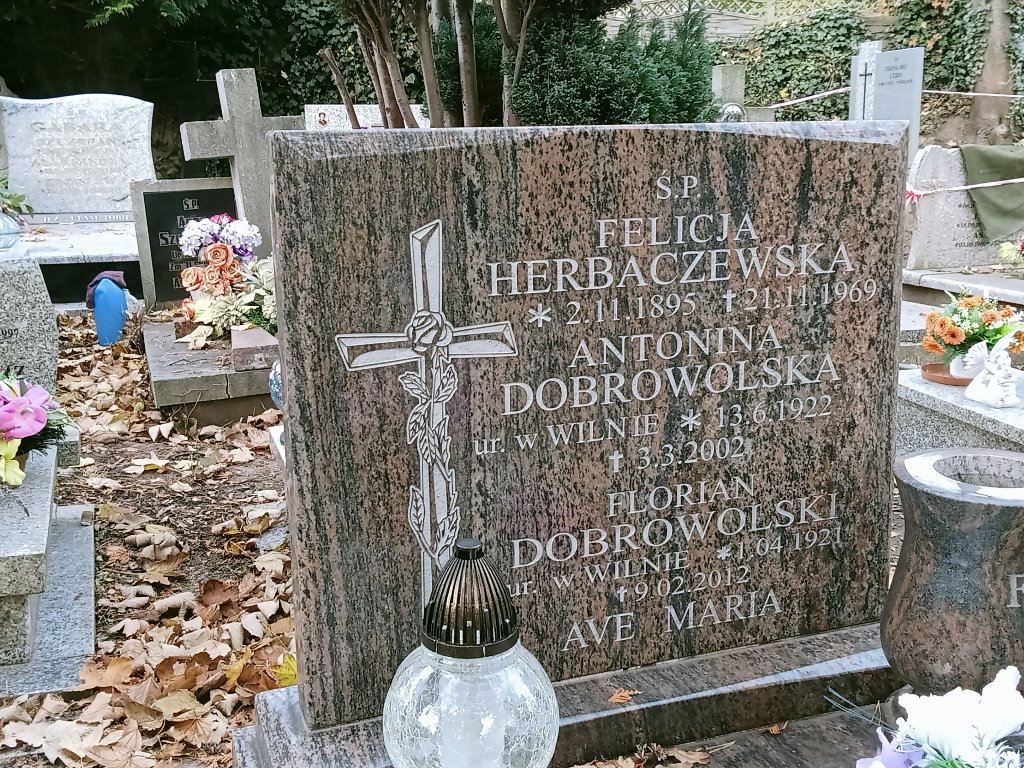 Ś.P.
FELICJA
HERBACZEWSKA
* 2.11.1895 † 21.11.1969
ANTONINA
DOBROWOLSKA
ur. w WILNIE * 13.6.1922
† 3.3.2002
FLORIAN
DOBROWOLSKI
ur. w WILNIE *1.04.1921
†9.02.2012
AVE MARIA
Ś.P.